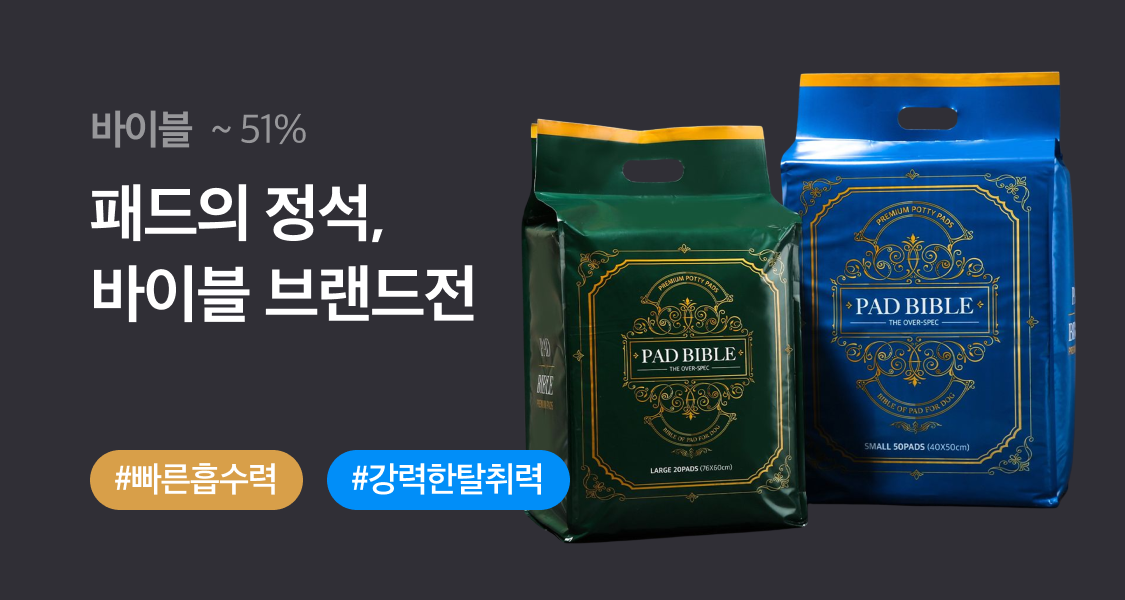 바이블 ~ 51%
패드의 정석,
바이블 브랜드전
#빠른흡수력
#강력한탈취력
PREMIUM POTTY PADS
PAD BIBLE
THE OVER-SPEC
BIBLE OF PAD FOR DOG
LARGE 20PADS (76X60cm)
PAD
BIBLE
PREMIUM POTTY PADS
PAD BIBLE
THE OVER-SPEC
BIBLE OF PAD FOR DOG
SMALL 50PADS (40X50cm)